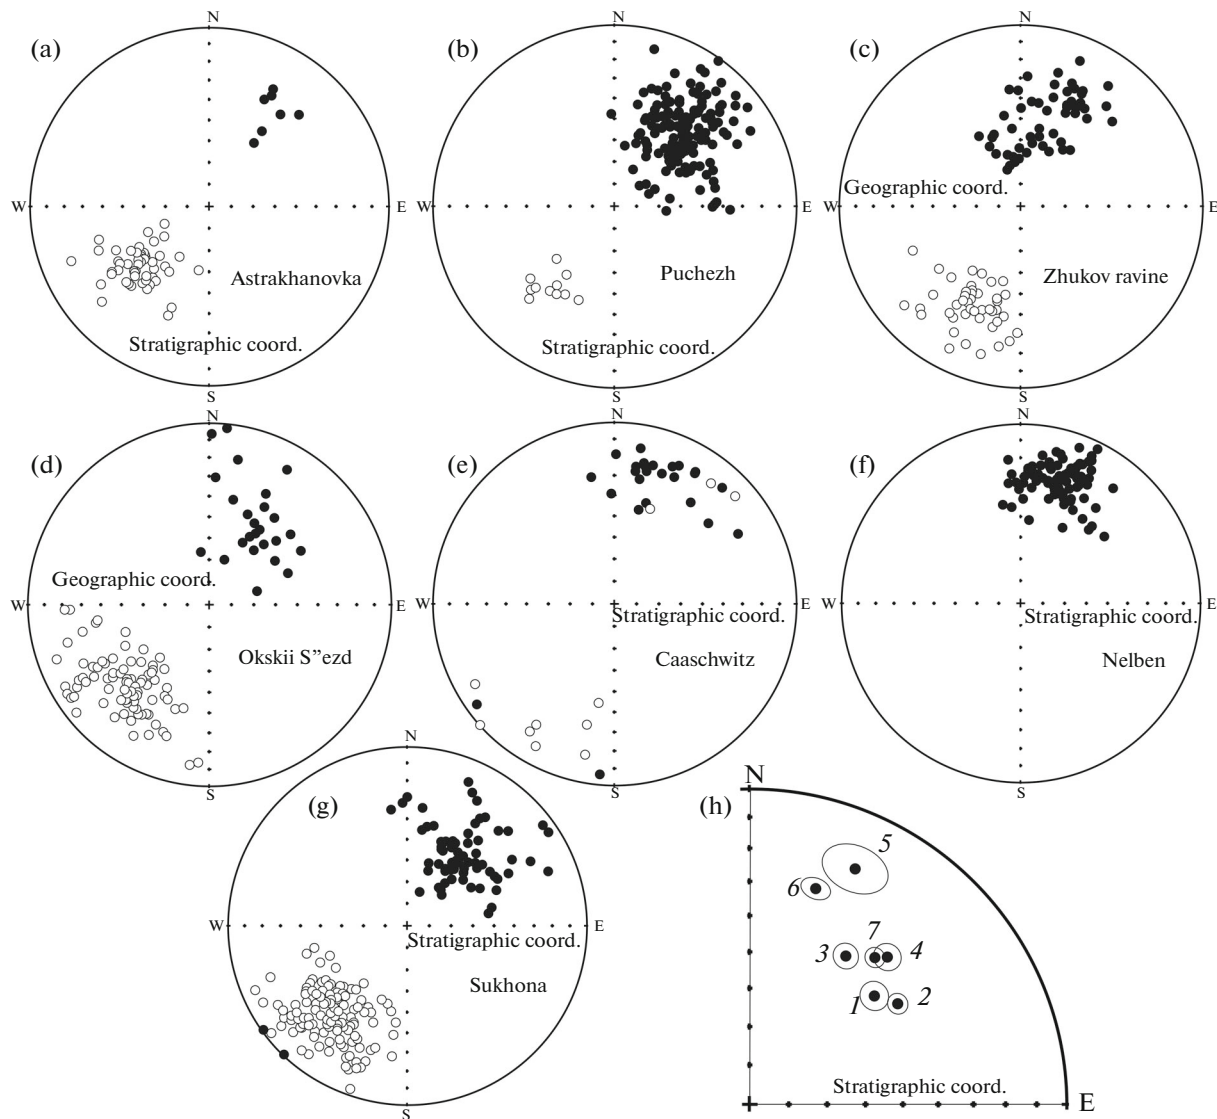 (a)
N
W
E
Astrakhanovka
Stratigraphic coord.
S
(b)
N
W
E
Puchezh
Stratigraphic coord.
S
(c)
N
Geographic coord.
W
E
Zhukov ravine
S
(d)
N
Geographic coord.
W
E
Okskii S”ezd
S
(e)
N
W
E
Stratigraphic coord.
Caaschwitz
S
(f)
N
W
E
Stratigraphic coord.
Nelben
S
(g)
N
W
E
Stratigraphic coord.
Sukhona
S
(h)
N
5
6
7
3
4
1
2
Stratigraphic coord.
E